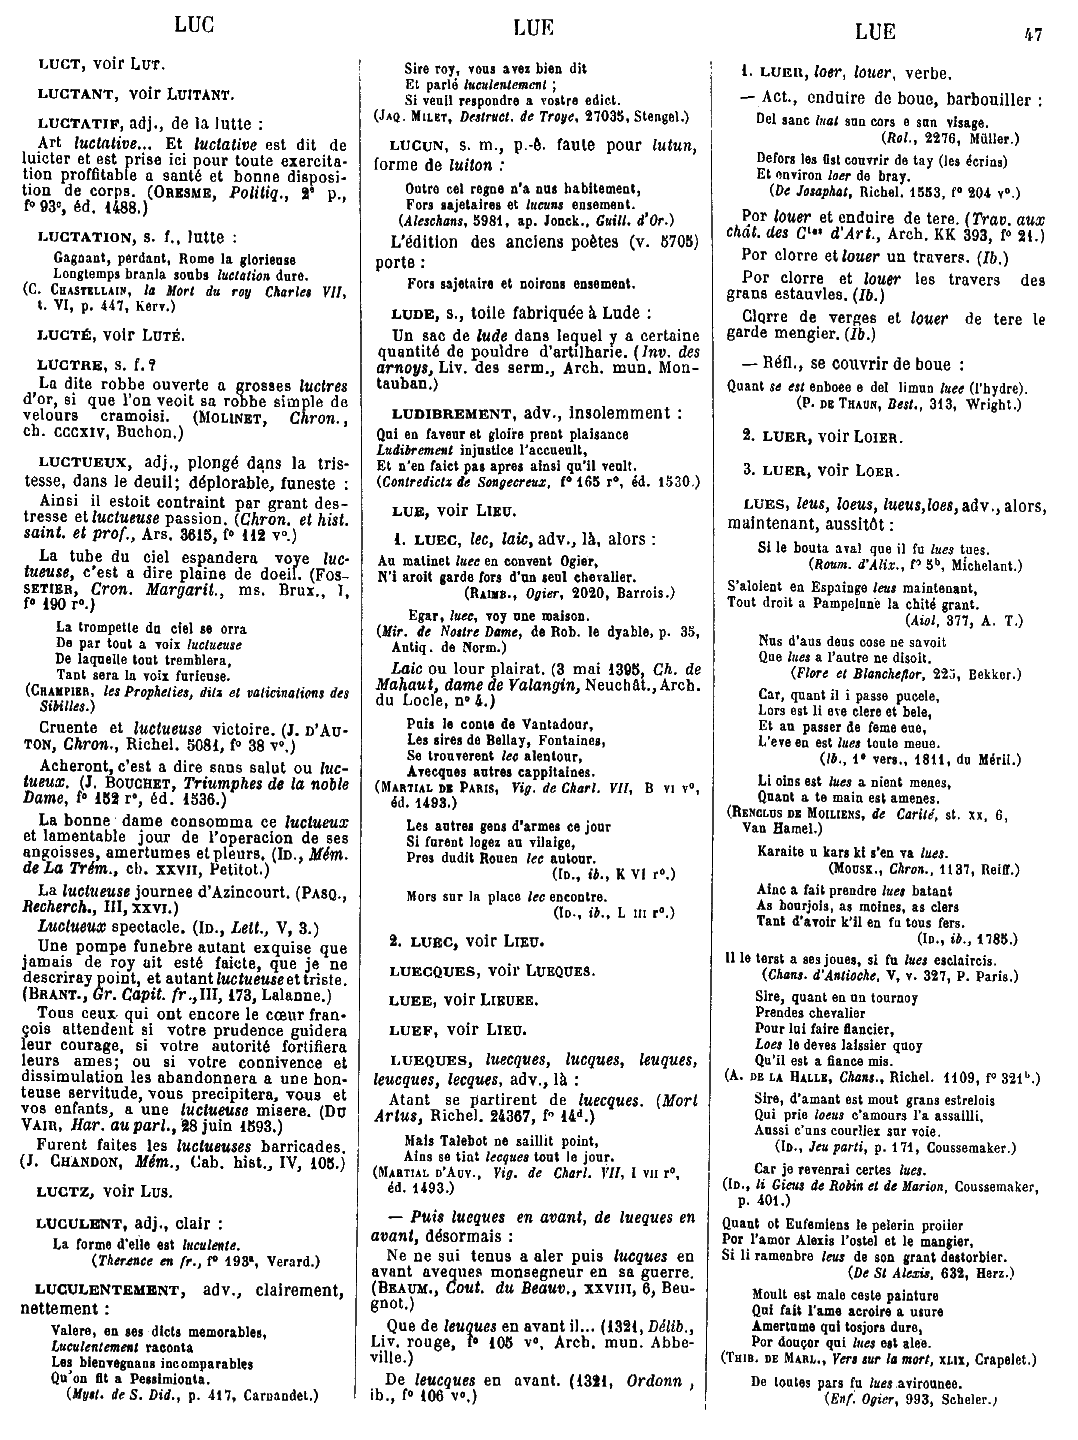 LUC
LUE
LUE
47
LUCT, voir LUT.
LUCTANT, voir LUITANT.
LUCTATIF, adj., de la lutte :
Art luctative... Et luctative est dit de
luicter et est prise ici pour toute exercita-
tion proffitable a santé et bonne disposi-
tion de corps. (ORESME, Politiq., 2e p.,
f° 93c, éd. 1488.)
LUCTATION, s. f., lutte :
Gagnant, perdant, Rome la glorieuse
Longtemps branla soubs luctation dure.
(C. CHASTELLAIN, la Mort du roy Charles VII,
t. VI, p. 447, Kerv.)
LUCTÉ, voir LUTÉ.
LUCTRE, s. f.?
La dite robbe ouverte a grosses luctres
d'or, si que l'on veoit sa robbe simple de
velours cramoisi. (MOLINET, Chron.,
ch. CCCXIV, Buchon.)
LUCTUEUX, adj., plongé dans la tris-
tesse, dans le deuil; déplorable, funeste :
Ainsi il estoit contraint par grant des-
tresse et luctueuse passion. (Chron. et hist.
saint. et prof., Ars. 3515, f° 112 v°.)
La tube du ciel espandera voye luc-
tueuse, c'est a dire plaine de doeil. (FOS-
SETIER, Cron. Margarit., ms. Brux., I,
f° 190 r°.)
La trompette du ciel se orra
De par tout a voix luctueuse
De laquelle tout tremblera,
Tant sera la voix furieuse.
(CHAMPIER, les Prophelies, ditz et vaticinations des
Sibilles.)
Cruente et luctueuse victoire. (J. D'AU-
TON, Chron., Richel. 5081, f° 38 v°.)
Acheront, c'est a dire sans salut ou luc-
tueux. (J. BOUCHET, Triumphes de la noble
Dame, f° 152 r°, éd. 1536.)
La bonne dame consomma ce luctueux
et lamentable jour de l'operacion de ses
angoisses, amertumes et pleurs. (ID., Mém.
de La Trém., ch. XXVII, Petitot.)
La luctueuse journee d'Azincourt. (PASQ.,
Recherch., III, XXVI.)
Luctueux spectacle. (ID., Lett., V, 3.)
Une pompe funebre autant exquise que
jamais de roy ait esté faicte, que je ne
descriray point, et autant luctueuse et triste.
(BRANT., Gr. Capit. fr., III, 173, Lalanne.)
Tous ceux qui ont encore le cœur fran-
çois attendent si votre prudence guidera
leur courage, si votre autorité fortifiera
leurs ames; ou si votre connivence et
dissimulation les abandonnera a une hon-
teuse servitude, vous precipitera, vous et
vos enfants, a une luctueuse misere. (DU
VAIR, Har. au parl., 28 juin 1593.)
Furent faites les luctueuses barricades.
(J. CHANDON, Mém., Cab. hist., IV, 105.)
LUCTZ, voir LUS.
LUCULENT, adj., clair :
La forme d'elle est luculente.
(Therence en fr., f° 193a, Verard.)
LUCULENTEMENT, adv., clairement,
nettement :
Valere, en ses dicts memorables,
Luculentement raconta
Les bienvegnans incomparables
Qu'on fit a Pessimionta.
(Myst. de S. Did., p. 417, Carnandet.)
Sire roy, vous avez bien dit
Et parlé luculentement ;
Si veuil respondre a vostre edict.
(JAQ. MILET, Destruct. de Troye, 27035, Stengel.)
LUCUN, s. m., p.-ê. faute pour lutun,
forme de luiton :
Outre cel regne n'a nus habitement,
Fors sajetaires et lucuns ensement.
(Aleschans, 5981, ap. Jonck., Guill. d'Or.)
L'édition des anciens poètes (v. 5705)
porte :
Fors sajetaire et noirons ensement.
LUDE, s., toile fabriquée à Lude :
Un sac de lude dans lequel y a certaine
quantité de pouldre d'artilharie. (Inv. des
arnoys, Liv. des serm., Arch. mun. Mon-
tauban.)
LUDIBREMENT, adv., insolemment :
Qui en faveur et gloire prent plaisance
Ludibrement injustice l'accueult,
Et n'en faict pas apres ainsi qu'il veult.
(Contredictz de Songecreux, f° 165 r°, éd. 1530.)
LUE, voir LIEU.
1. LUEC, lec, laic, adv., là, alors :
Au matinet luec en convent Ogier,
N'i aroit garde fors d'un seul chevalier.
(RAIMB., Ogier, 2020, Barrois.)
Egar, luec, voy une maison.
(Mir. de Nostre Dame, de Rob. le dyable, p. 35,
Antiq. de Norm.)
Laic ou lour plairat. (3 mai 1395, Ch. de
Mahaut, dame de Valangin, Neuchât., Arch.
du Locle, n° 4.)
Puis le conte de Vantadour,
Les sires de Bellay, Fontaines,
Se trouverent lec alentour,
Avecques autres cappitaines.
(MARTIAL DE PARIS, Vig. de Charl. VII, B VI v°,
éd. 1493.)
Les autres gens d'armes ce jour
Si furent logez au vilaige,
Pres dudit Rouen lec autour.
(ID., ib., K VI r°.)
Mors sur la place lec encontre.
(ID., ib., L III r°.)
2. LUEC, voir LIEU.
LUECQUES, voir LUEQUES.
LUEE, voir LIEUEE.
LUEF, voir LIEU.
LUEQUES, luecques, lucques, leuques,
leucques, lecques, adv., là :
Atant se partirent de luecques. (Mort
Artus, Richel. 24367, f° 14d.)
Mais Talebot ne saillit point,
Ains se tint lecques tout le jour.
(MARTIAL D'AUV., Vig. de Charl. VII, I VII r°,
éd. 1493.)
— Puis lucques en avant, de lueques en
avant, désormais :
Ne ne sui tenus a aler puis lucques en
avant aveques monsegneur en sa guerre.
(BEAUM., Cout. du Beauv., XXVIII, 6, Beu-
gnot.)
Que de leuques en avant il... (1321, Délib.,
Liv. rouge, f° 105 v°, Arch. mun. Abbe-
ville.)
De leucques en avant. (1321, Ordonn ,
ib., f° 106 v°.)
1. LUER, loer, louer, verbe.
— Act., enduire de boue, barbouiller :
Del sanc luat sun cors e sun visage.
(Rol., 2276, Müller.)
Defors les fist couvrir de tay (les écrins)
Et environ loer de bray.
(De Josaphat, Richel. 1553, f° 204 v°.)
Por louer et enduire de tere. (Trav. aux
chât. des Ctes d'Art., Arch. KK 393, f° 21.)
Por clorre et louer un travers. (Ib.)
Por clorre et louer les travers des
grans estauvles. (Ib.)
Clorre de verges et louer de tere le
garde mengier. (Ib.)
— Réfl., se couvrir de boue :
Quant se est enboee e del limun luee (l'hydre).
(P. DE THAUN, Best., 313, Wright.)
2. LUER, voir LOIER.
3. LUER, voir LOER.
LUES, leus, loeus, lueus, loes, adv., alors,
maintenant, aussitôt :
Si le bouta aval que il fu lues tues.
(Roum. d'Alix., f° 5b, Michelant.)
S'aloient en Espainge leus maintenant,
Tout droit a Pampelune la chité grant.
(Aiol, 377, A. T.)
Nus d'aus deus cose ne savoit
Que lues a l'autre ne disoit.
(Flore et Blancheflor, 225, Bekker.)
Car, quant il i passe pucele,
Lors est li eve clere et bele,
Et au passer de feme eue,
L'eve en est lues toute meue.
(Ib., 1e vers., 1811, du Méril.)
Li oins est lues a nient menes,
Quant a te main est amenes.
(RENCLUS DE MOILIENS, de Carité, st. XX, 6,
Van Hamel.)
Karaite u kars ki s'en va lues.
(MOUSK., Chron., 1137, Reiff.)
Ainc a fait prendre lues batant
As bourjois, as moines, as clers
Tant d'avoir k'il en fu tous fers.
(ID., ib., 1785.)
Il le terst a ses joues, si fu lues esclaircis.
(Chans. d'Antioche, V, v. 327, P. Paris.)
Sire, quant en un tournoy
Prendes chevalier
Pour lui faire fiancier,
Loes le deves laissier quoy
Qu'il est a fiance mis.
(A. DE LA HALLE, Chans., Richel. 1109, f° 321b.)
Sire, d'amant est mout grans estrelois
Qui prie loeus c'amours l'a assailli,
Aussi c'uns courliex sur voie.
(ID., Jeu parti, p. 171, Coussemaker.)
Car je revenrai certes lues.
(ID., li Gieus de Robin et de Marion, Coussemaker,
p. 401.)
Quant ot Eufemiens le pelerin proiier
Por l'amor Alexis l'ostel et le mangier,
Si li ramenbre leus de son grant destorbier.
(De St Alexis, 632, Herz.)
Moult est male ceste painture
Qui fait l'ame acroire a usure
Amertume qui tosjors dure,
Por douçor qui lues est alee.
(THIB. DE MARL., Vers sur la mort, XLIX, Crapelet.)
De toutes pars fu lues avirounee.
(Enf. Ogier, 993, Scheler.)